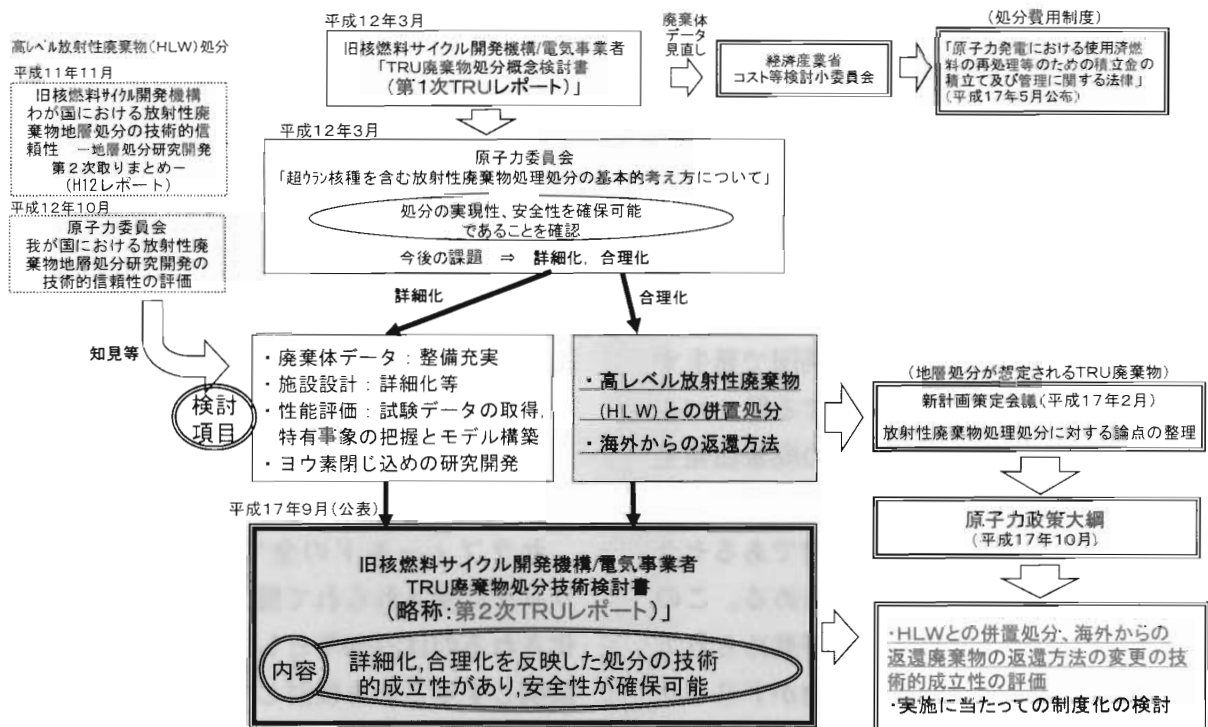 高レベル放射性廃棄物(HLW)処分
平成11年11月
旧核燃料サイクル開発機構
わが国における放射性廃
棄物地層処分の技術的信
頼性 ー地層処分研究開発
第2次取りまとめー
(H12レポート)
平成12年10月
原子力委員会
我が国における放射性廃
棄物地層処分研究開発の
技術的信頼性の評価
知見等
平成12年3月
旧核燃料サイクル開発機構/電気事業者
「TRU廃棄物処分概念検討書
(第1次TRUレポート)」
廃棄体
データ
見直し
経済産業省
コスト等検討小委員会
(処分費用制度)
「原子力発電における使用済燃
料の再処理等のための積立金の
積立て及び管理に関する法律」
(平成17年5月公布)
平成12年3月
原子力委員会
「超ウラン核種を含む放射性廃棄物処理処分の基本的考え方について」
処分の実現性、安全性を確保可能
であることを確認
今後の課題 ⇒ 詳細化, 合理化
詳細化
合理化
検討
項目
・廃棄体データ:整備充実
・施設設計:詳細化等
・性能評価:試験データの取得,
特有事象の把握とモデル構築
・ヨウ素閉じ込めの研究開発
・高レベル放射性廃棄物
(HLW)との併置処分
・海外からの返還方法
(地層処分が想定されるTRU廃棄物)
新計画策定会議(平成17年2月)
放射性廃棄物処理処分に対する論点の整理
原子力政策大綱
(平成17年10月)
平成17年9月(公表)
旧核燃料サイクル開発機構/電気事業者
TRU廃棄物処分技術検討書
(略称:第2次TRUレポート)」
内容
詳細化,合理化を反映した処分の技術
的成立性があり,安全性が確保可能
・HLWとの併置処分、海外からの
返還廃棄物の返還方法の変更の技
術的成立性の評価
・実施に当たっての制度化の検討